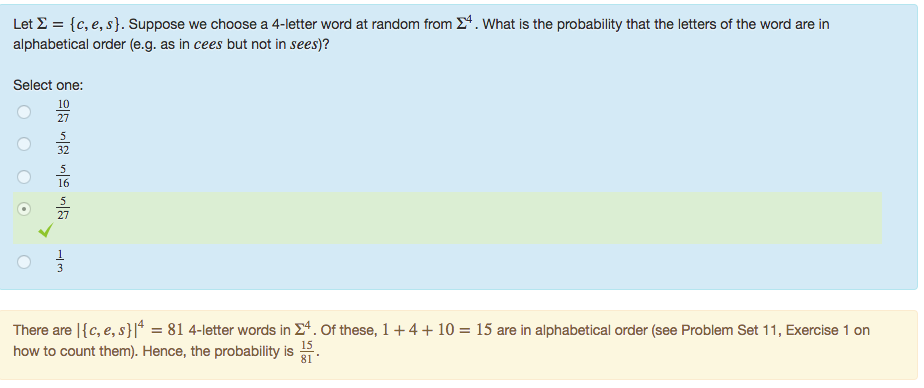 Let Σ = {c, e, s}. Suppose we choose a 4-letter word at random from Σ⁴. What is the probability that the letters of the word are in
alphabetical order (e.g. as in cees but not in sees)?
Select one:
10/27
5/32
5/16
5/27
1/3
There are |{c, e, s}|⁴ = 81 4-letter words in Σ⁴. Of these, 1 + 4 + 10 = 15 are in alphabetical order (see Problem Set 11, Exercise 1 on
how to count them). Hence, the probability is 15/81.